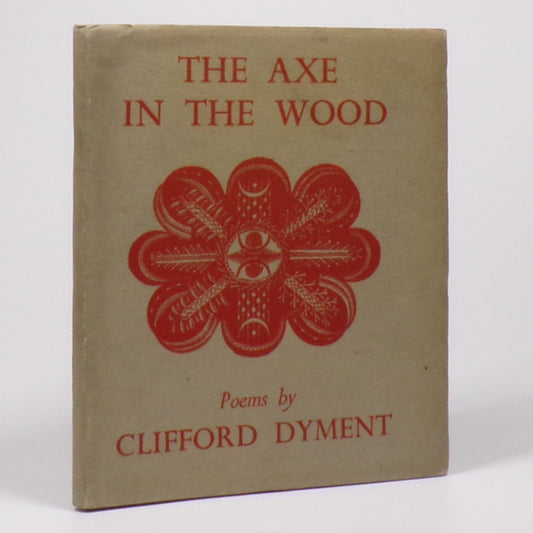 THE AXE
IN THE WOOD
Poems by
CLIFFORD DYMENT